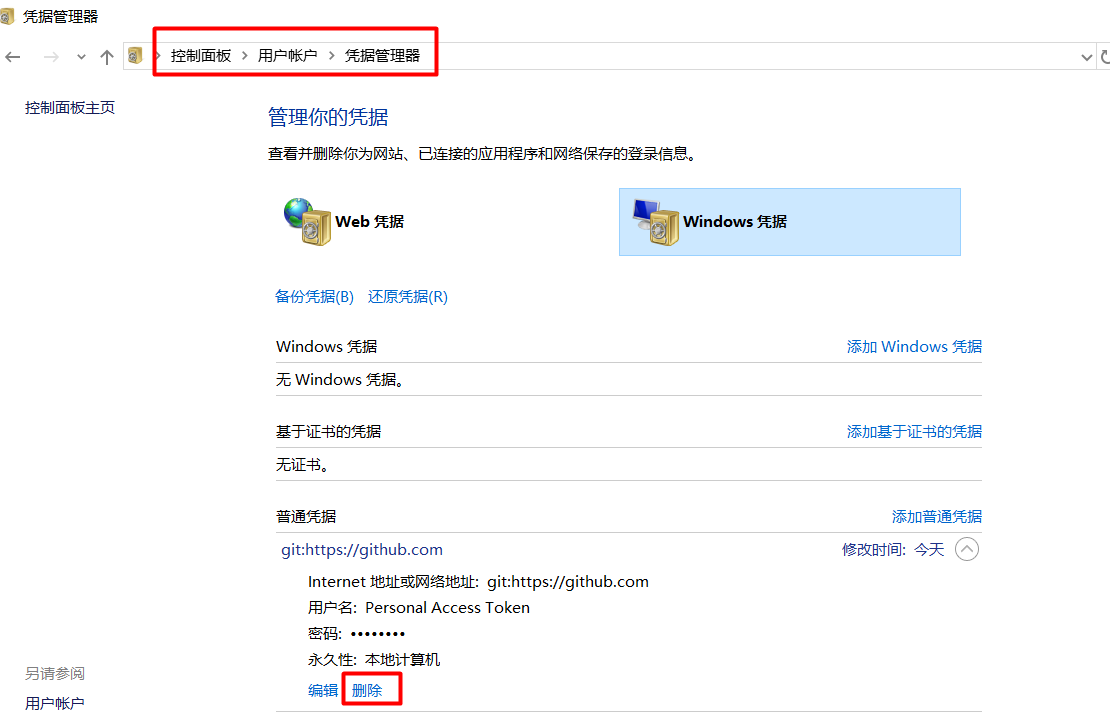 凭据管理器
控制面板 > 用户帐户 > 凭据管理器
控制面板主页
管理你的凭据
查看并删除你为网站、已连接的应用程序和网络保存的登录信息。
Web 凭据
Windows 凭据
备份凭据(B) 还原凭据(R)
Windows 凭据 添加 Windows 凭据
无 Windows 凭据。
基于证书的凭据 添加基于证书的凭据
无证书。
普通凭据 添加普通凭据
git:https://github.com 修改时间: 今天
Internet 地址或网络地址: git:https://github.com
用户名: Personal Access Token
密码: ••••••••
永久性: 本地计算机
编辑 删除
另请参阅
用户帐户